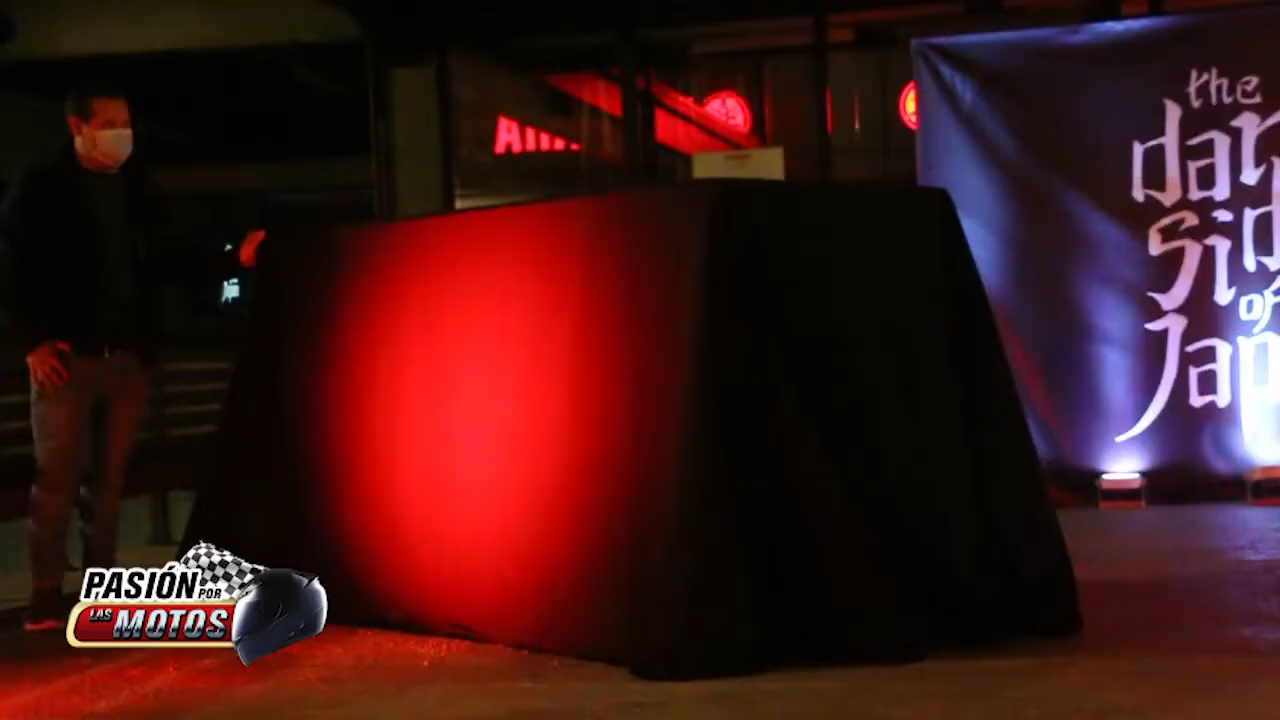 the
dar
Sid
of
Jap
PASIÓN POR
LAS MOTOS